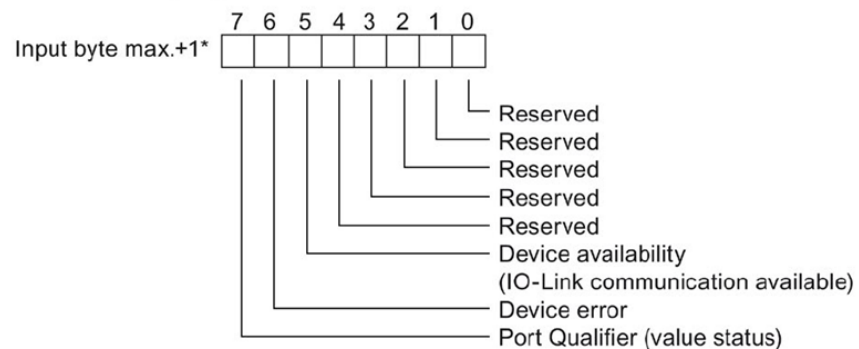 7 6 5 4 3 2 1 0
Input byte max.+1*
Reserved
Reserved
Reserved
Reserved
Reserved
Device availability
(IO-Link communication available)
Device error
Port Qualifier (value status)